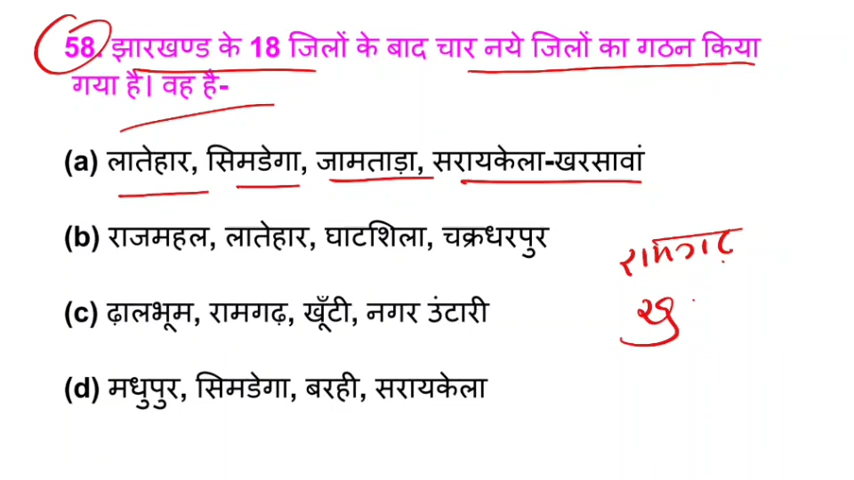 58. झारखण्ड के 18 जिलों के बाद चार नये जिलों का गठन किया
गया है। वह है-
(a) लातेहार, सिमडेगा, जामताड़ा, सरायकेला-खरसावां
(b) राजमहल, लातेहार, घाटशिला, चक्रधरपुर
रामगढ़
(c) ढ़ालभूम, रामगढ़, खूँटी, नगर उंटारी
(d) मधुपुर, सिमडेगा, बरही, सरायकेला